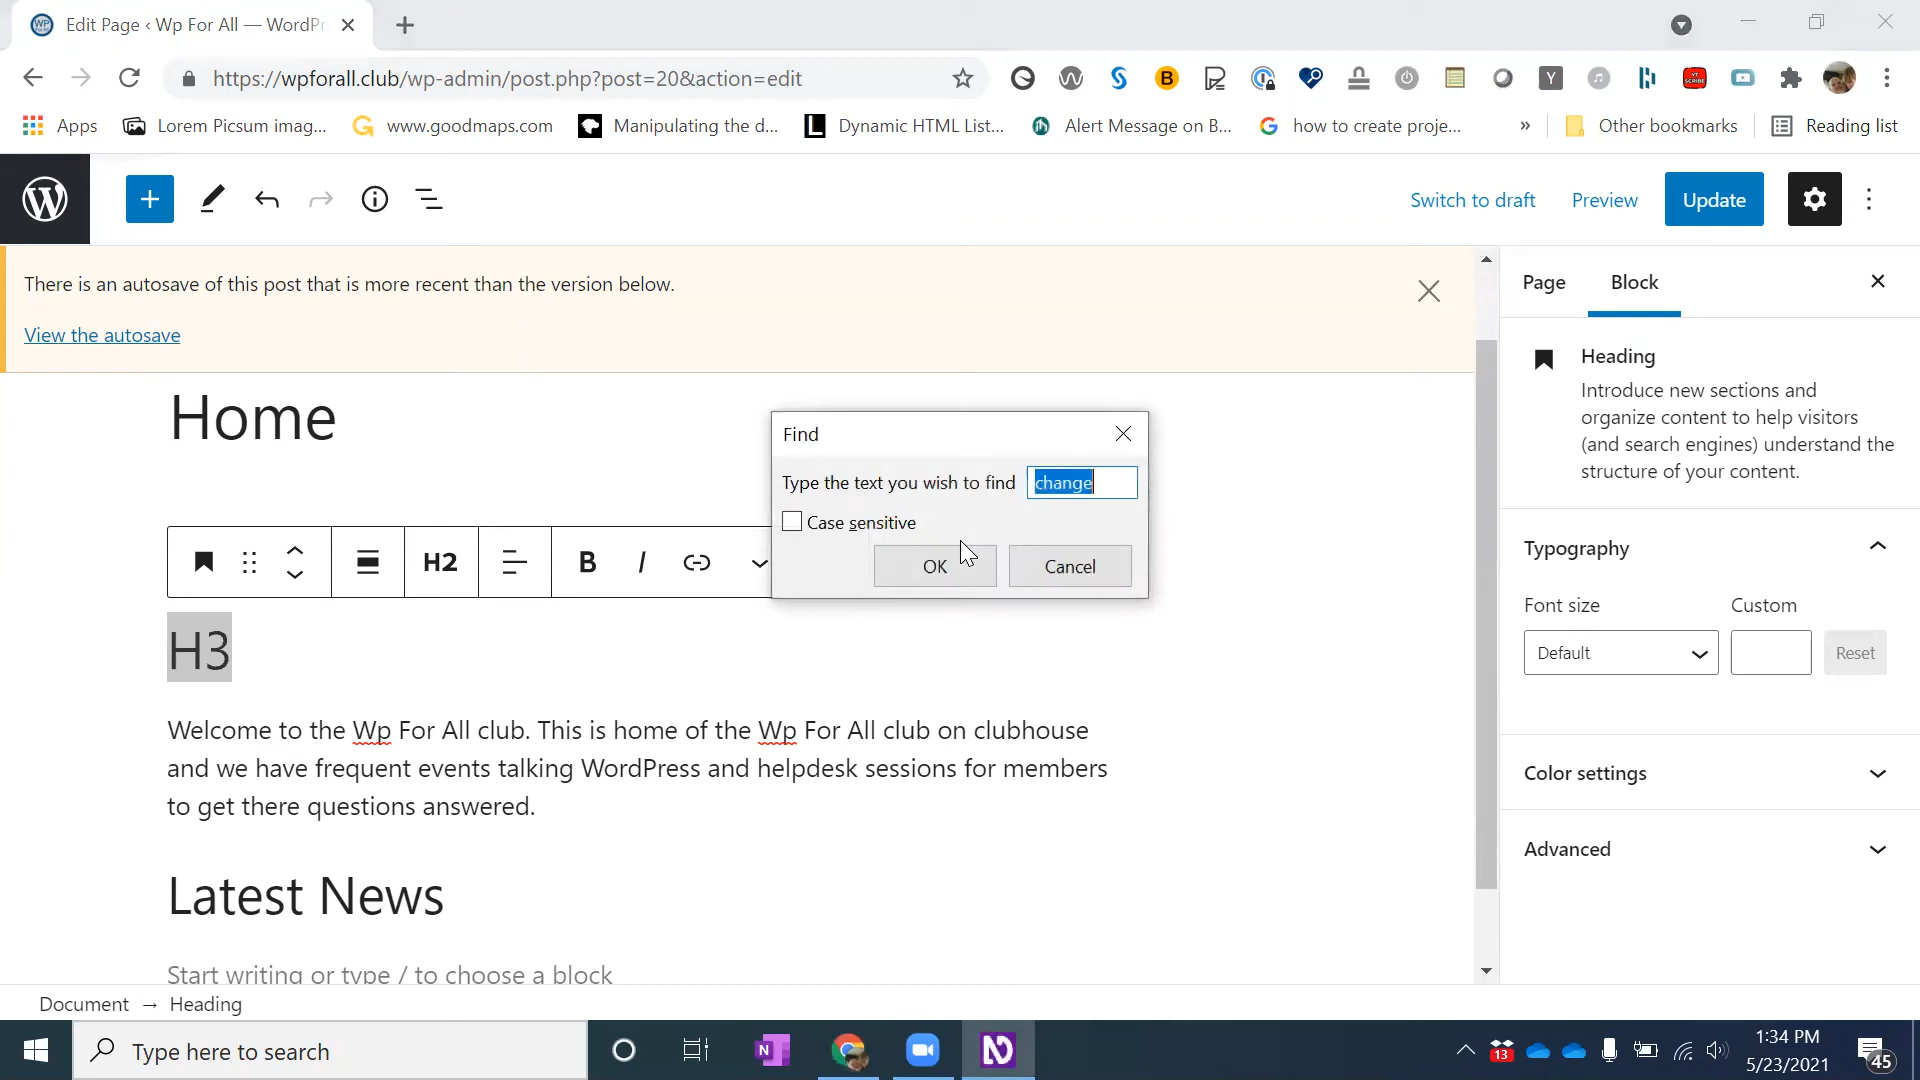 Edit Page ‹ Wp For All — WordPr
https://wpforall.club/wp-admin/post.php?post=20&action=edit
Apps
Lorem Picsum imag...
www.goodmaps.com
Manipulating the d...
Dynamic HTML List...
Alert Message on B...
how to create proje...
»
Other bookmarks
Reading list
Switch to draft
Preview
Update
There is an autosave of this post that is more recent than the version below.
View the autosave
Page
Block
Heading
Introduce new sections and
organize content to help visitors
(and search engines) understand the
structure of your content.
Home
Find
Type the text you wish to find
change
Case sensitive
OK
Cancel
H2
B
I
Typography
Font size
Custom
Default
Reset
H3
Welcome to the Wp For All club. This is home of the Wp For All club on clubhouse
and we have frequent events talking WordPress and helpdesk sessions for members
to get there questions answered.
Color settings
Advanced
Latest News
Start writing or type / to choose a block
Document → Heading
Type here to search
13
1:34 PM
5/23/2021
45